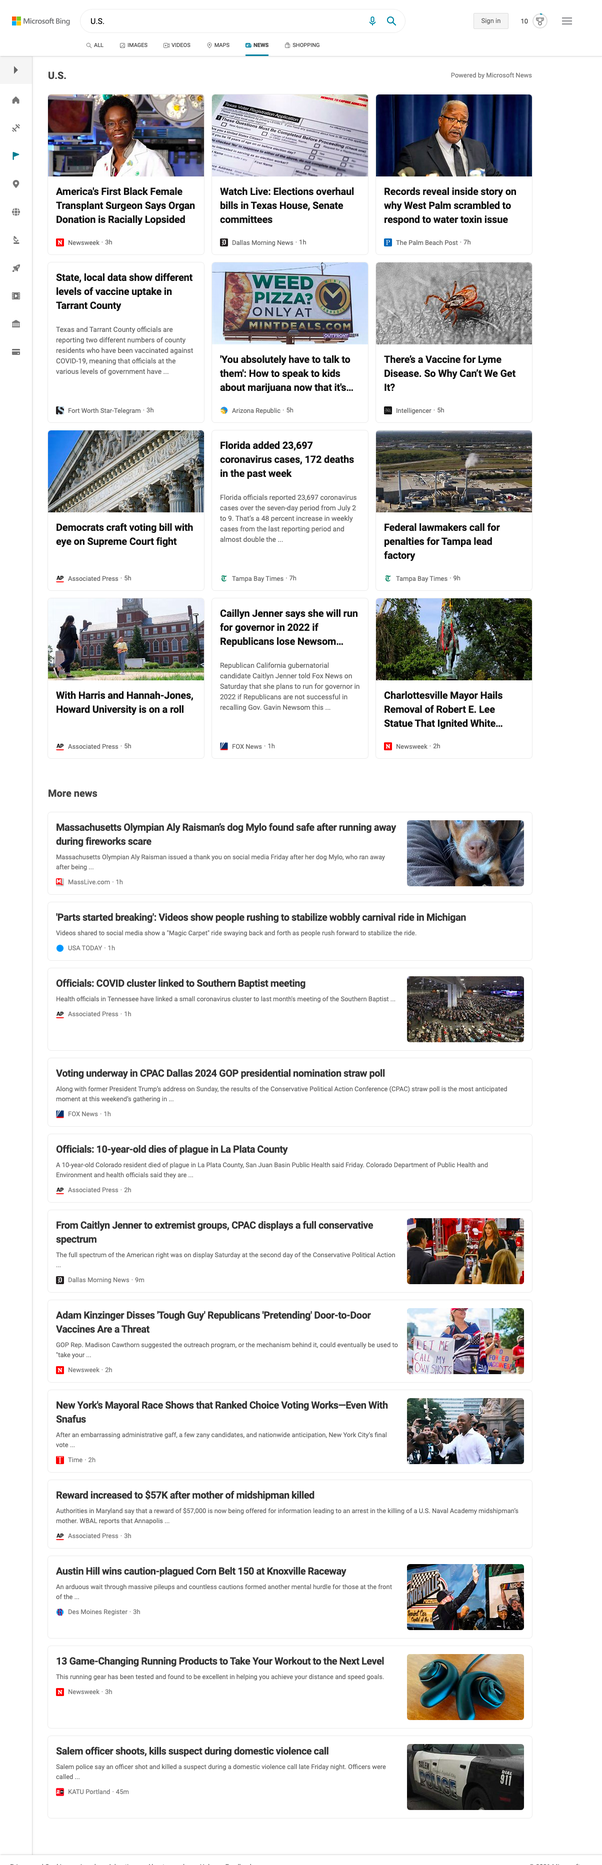 Microsoft Bing
U.S.
Sign in
10
ALL
IMAGES
VIDEOS
MAPS
NEWS
SHOPPING
U.S.
Powered by Microsoft News
America's First Black Female
Transplant Surgeon Says Organ
Donation is Racially Lopsided
Newsweek · 3h
Watch Live: Elections overhaul
bills in Texas House, Senate
committees
Dallas Morning News · 1h
Records reveal inside story on
why West Palm scrambled to
respond to water toxin issue
The Palm Beach Post · 7h
State, local data show different
levels of vaccine uptake in
Tarrant County
Texas and Tarrant County officials are
reporting two different numbers of county
residents who have been vaccinated against
COVID-19, meaning that officials at the
various levels of government have ...
Fort Worth Star-Telegram · 3h
WEED
PIZZA?
ONLY AT
MINTDEALS.COM
'You absolutely have to talk to
them': How to speak to kids
about marijuana now that it's...
Arizona Republic · 5h
There's a Vaccine for Lyme
Disease. So Why Can't We Get
It?
Intelligencer · 5h
Democrats craft voting bill with
eye on Supreme Court fight
AP Associated Press · 5h
Florida added 23,697
coronavirus cases, 172 deaths
in the past week
Florida officials reported 23,697 coronavirus
cases over the seven-day period from July 2
to 9. That's a 48 percent increase in weekly
cases from the last reporting period and
almost double the ...
Tampa Bay Times · 7h
Federal lawmakers call for
penalties for Tampa lead
factory
Tampa Bay Times · 9h
With Harris and Hannah-Jones,
Howard University is on a roll
AP Associated Press · 5h
Caillyn Jenner says she will run
for governor in 2022 if
Republicans lose Newsom...
Republican California gubernatorial
candidate Caitlyn Jenner told Fox News on
Saturday that she plans to run for governor in
2022 if Republicans are not successful in
recalling Gov. Gavin Newsom this ...
FOX News · 1h
Charlottesville Mayor Hails
Removal of Robert E. Lee
Statue That Ignited White...
Newsweek · 2h
More news
Massachusetts Olympian Aly Raisman's dog Mylo found safe after running away
during fireworks scare
Massachusetts Olympian Aly Raisman issued a thank you on social media Friday after her dog Mylo, who ran away
after being ...
MassLive.com · 1h
'Parts started breaking': Videos show people rushing to stabilize wobbly carnival ride in Michigan
Videos shared to social media show a "Magic Carpet" ride swaying back and forth as people rush forward to stabilize the ride.
USA TODAY · 1h
Officials: COVID cluster linked to Southern Baptist meeting
Health officials in Tennessee have linked a small coronavirus cluster to last month's meeting of the Southern Baptist ...
AP Associated Press · 1h
Voting underway in CPAC Dallas 2024 GOP presidential nomination straw poll
Along with former President Trump's address on Sunday, the results of the Conservative Political Action Conference (CPAC) straw poll is the most anticipated
moment at this weekend's gathering in ...
FOX News · 1h
Officials: 10-year-old dies of plague in La Plata County
A 10-year-old Colorado resident died of plague in La Plata County, San Juan Basin Public Health said Friday. Colorado Department of Public Health and
Environment and health officials said they are ...
AP Associated Press · 2h
From Caitlyn Jenner to extremist groups, CPAC displays a full conservative
spectrum
The full spectrum of the American right was on display Saturday at the second day of the Conservative Political Action
...
Dallas Morning News · 9m
Adam Kinzinger Disses 'Tough Guy' Republicans 'Pretending' Door-to-Door
Vaccines Are a Threat
GOP Rep. Madison Cawthorn suggested the outreach program, or the mechanism behind it, could eventually be used to
"take your ...
Newsweek · 2h
LET ME
CALL MY
OWN SHOTS
New York's Mayoral Race Shows that Ranked Choice Voting Works—Even With
Snafus
After an embarrassing administrative gaff, a few zany candidates, and nationwide anticipation, New York City's final
vote ...
Time · 2h
Reward increased to $57K after mother of midshipman killed
Authorities in Maryland say that a reward of $57,000 is now being offered for information leading to an arrest in the killing of a U.S. Naval Academy midshipman's
mother. WBAL reports that Annapolis ...
AP Associated Press · 3h
Austin Hill wins caution-plagued Corn Belt 150 at Knoxville Raceway
An arduous wait through massive pileups and countless cautions formed another mental hurdle for those at the front
of the ...
Des Moines Register · 3h
13 Game-Changing Running Products to Take Your Workout to the Next Level
This running gear has been tested and found to be excellent in helping you achieve your distance and speed goals.
Newsweek · 3h
Salem officer shoots, kills suspect during domestic violence call
Salem police say an officer shot and killed a suspect during a domestic violence call late Friday night. Officers were
called ...
KATU Portland · 45m
DIAL
911